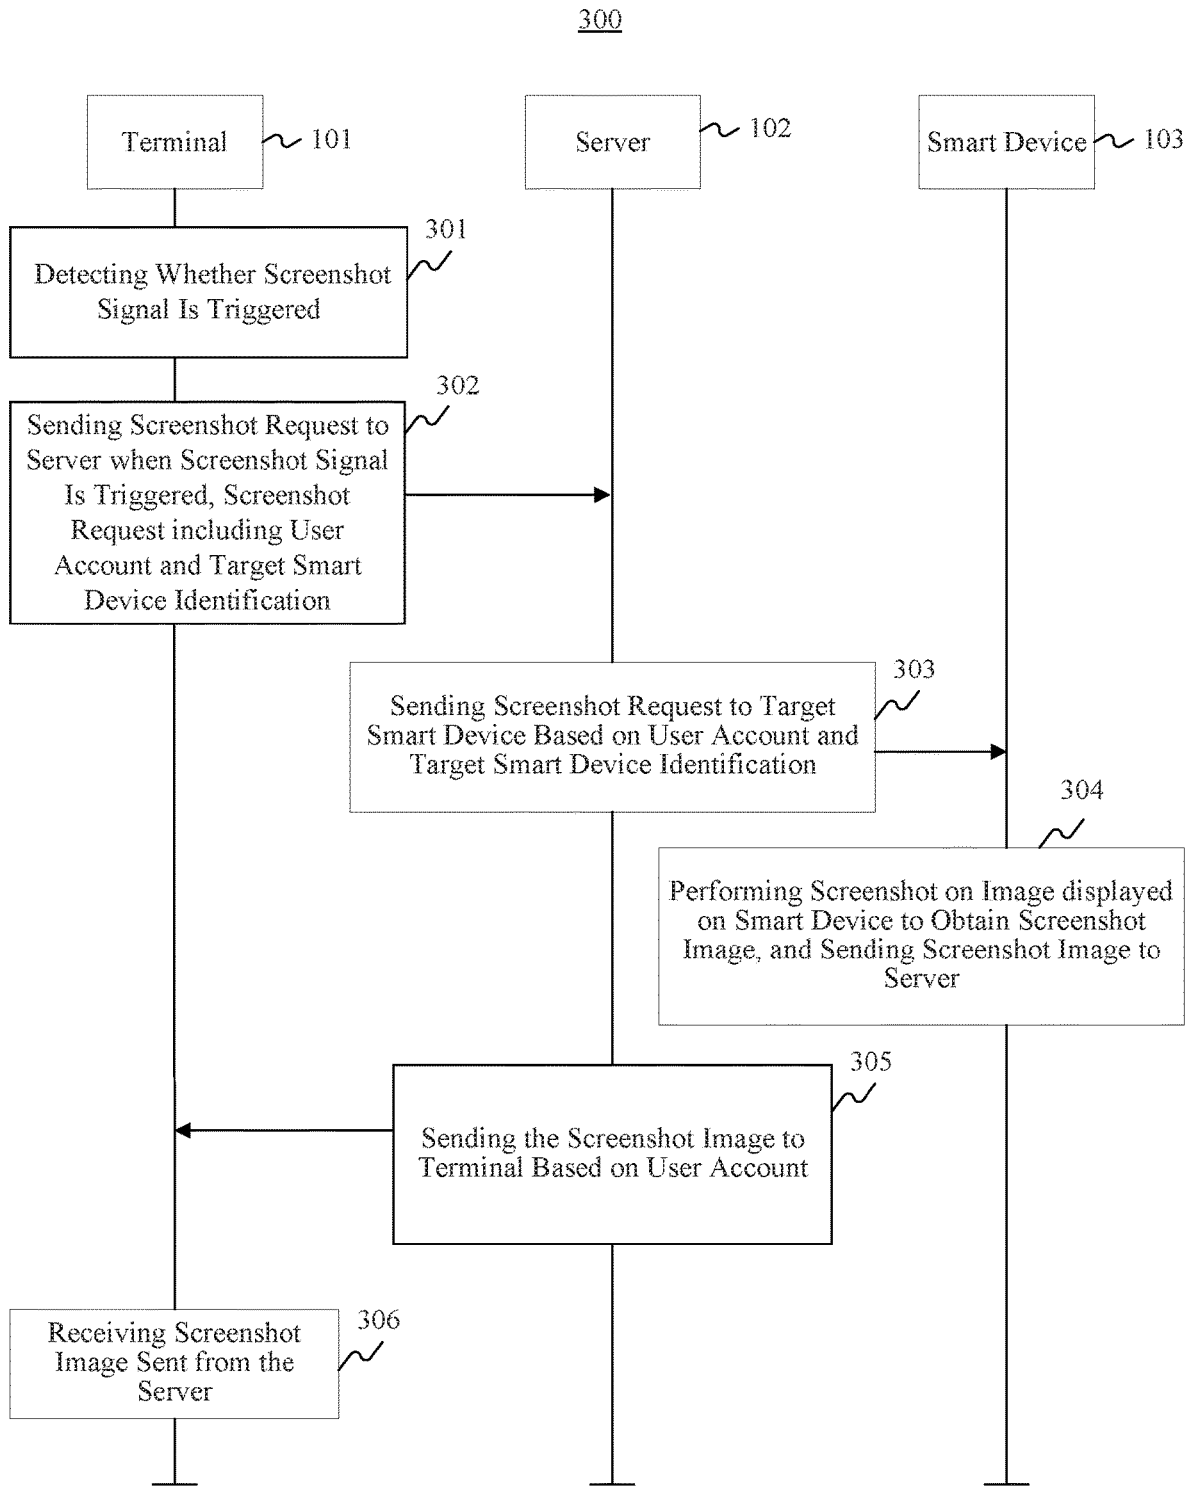 300
Terminal
101
Server
102
Smart Device
103
301
Detecting Whether Screenshot
Signal Is Triggered
302
Sending Screenshot Request to
Server when Screenshot Signal
Is Triggered, Screenshot
Request including User
Account and Target Smart
Device Identification
303
Sending Screenshot Request to Target
Smart Device Based on User Account and
Target Smart Device Identification
304
Performing Screenshot on Image displayed
on Smart Device to Obtain Screenshot
Image, and Sending Screenshot Image to
Server
305
Sending the Screenshot Image to
Terminal Based on User Account
306
Receiving Screenshot
Image Sent from the
Server